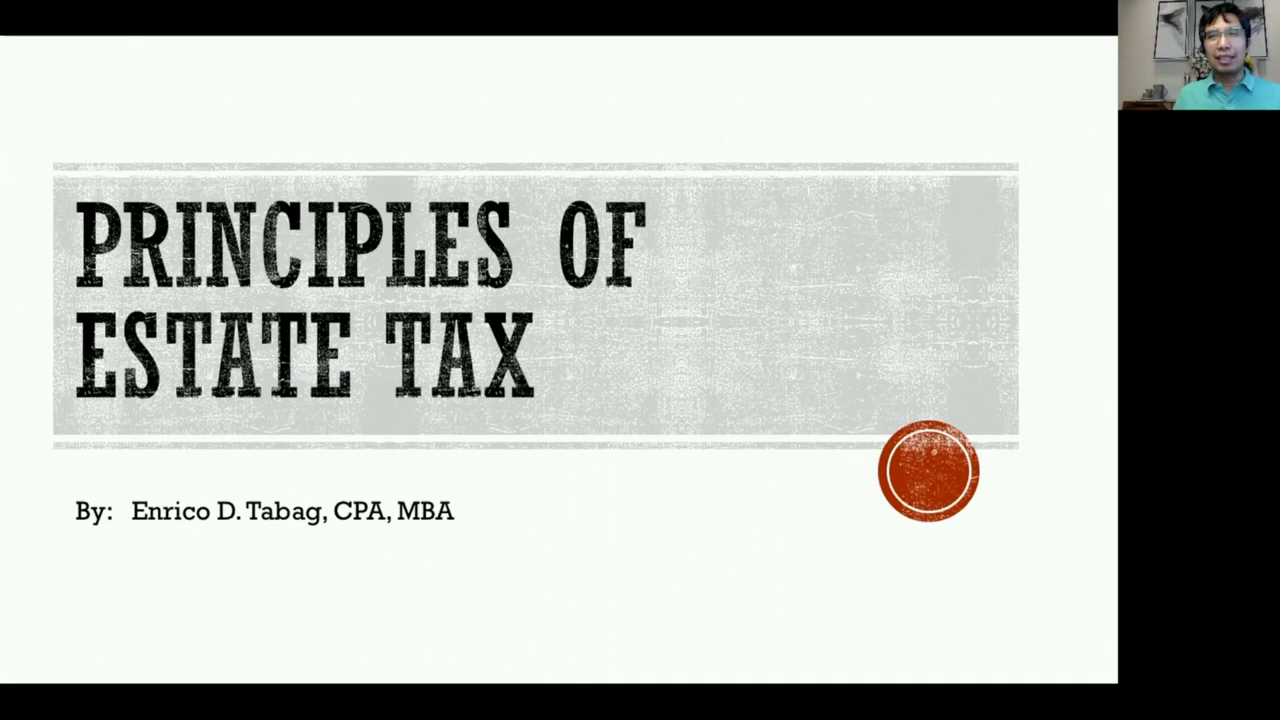 PRINCIPLES OF
ESTATE TAX
By: Enrico D. Tabag, CPA, MBA